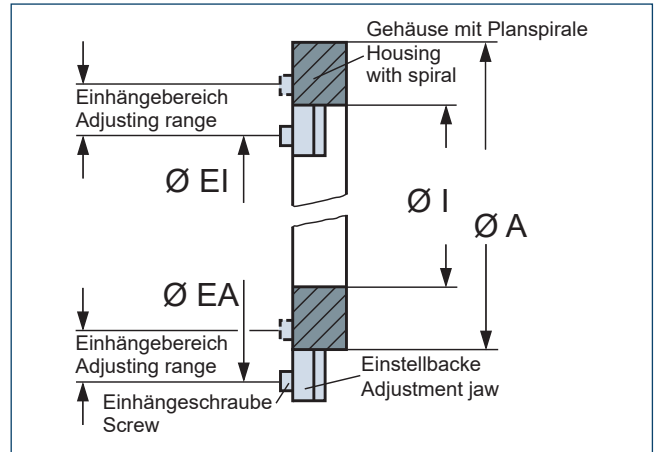 Gehäuse mit Planspirale
Housing
with spiral
Einhängebereich
Adjusting range
Ø EI
Ø I
Ø A
Ø EA
Einhängebereich
Adjusting range
Einstellbacke
Adjustment jaw
Einhängeschraube
Screw